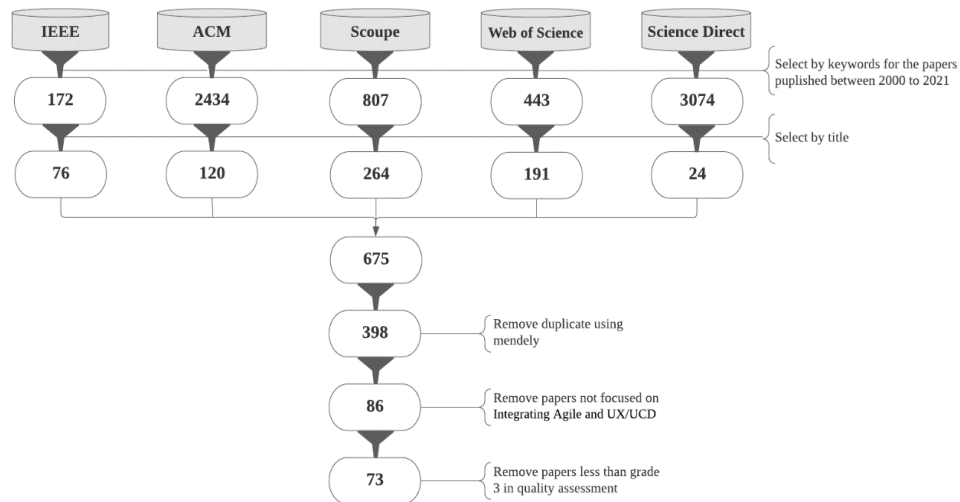 IEEE
ACM
Scoupe
Web of Science
Science Direct
Select by keywords for the papers
puplished between 2000 to 2021
172
2434
807
443
3074
Select by title
76
120
264
191
24
675
398
Remove duplicate using
mendely
86
Remove papers not focused on
Integrating Agile and UX/UCD
73
Remove papers less than grade
3 in quality assessment